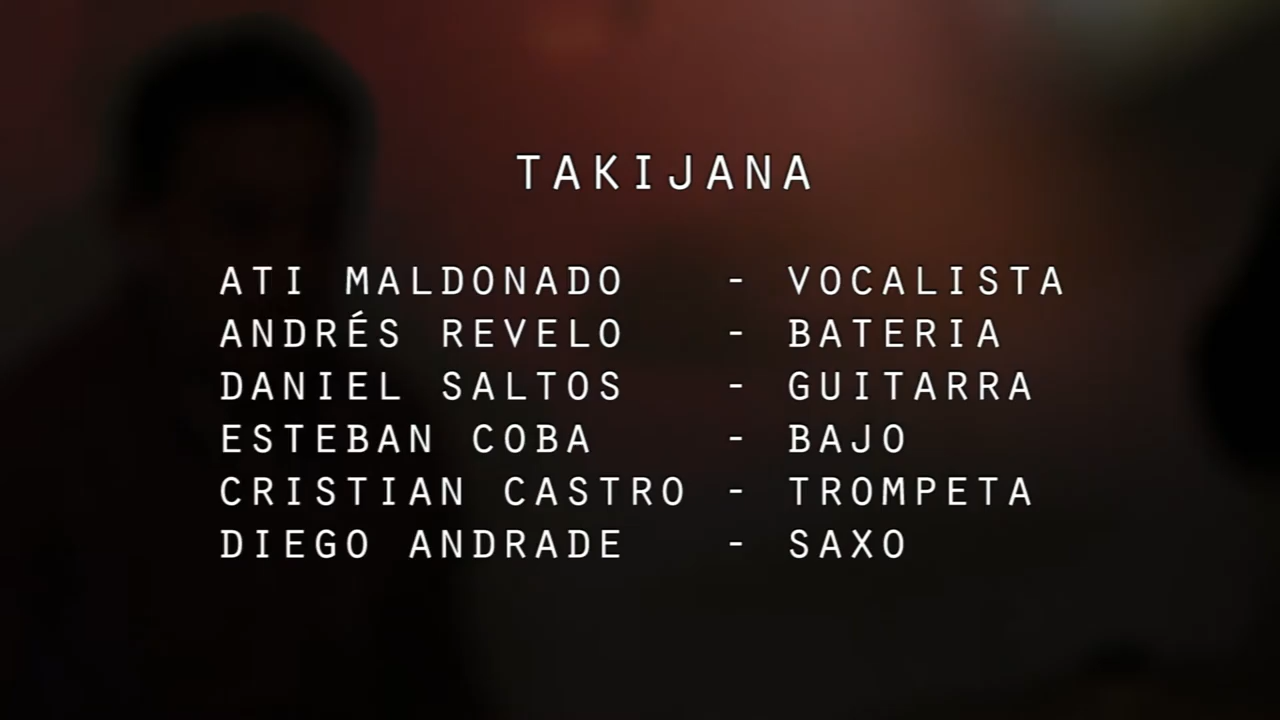 TAKIJANA
ATI MALDONADO - VOCALISTA
ANDRÉS REVELO - BATERIA
DANIEL SALTOS - GUITARRA
ESTEBAN COBA - BAJO
CRISTIAN CASTRO - TROMPETA
DIEGO ANDRADE - SAXO